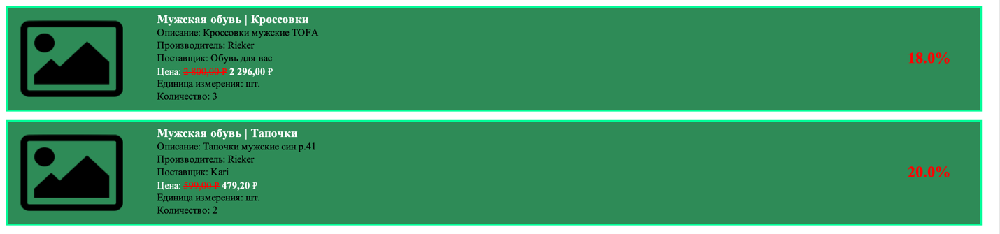 Мужская обувь | Кроссовки
Описание: Кроссовки мужские TOFA
Производитель: Rieker
Поставщик: Обувь для вас
Цена: 2 800,00 ₽ 2 296,00 ₽
Единица измерения: шт.
Количество: 3
18.0%
Мужская обувь | Тапочки
Описание: Тапочки мужские син р.41
Производитель: Rieker
Поставщик: Kari
Цена: 599,00 ₽ 479,20 ₽
Единица измерения: шт.
Количество: 2
20.0%